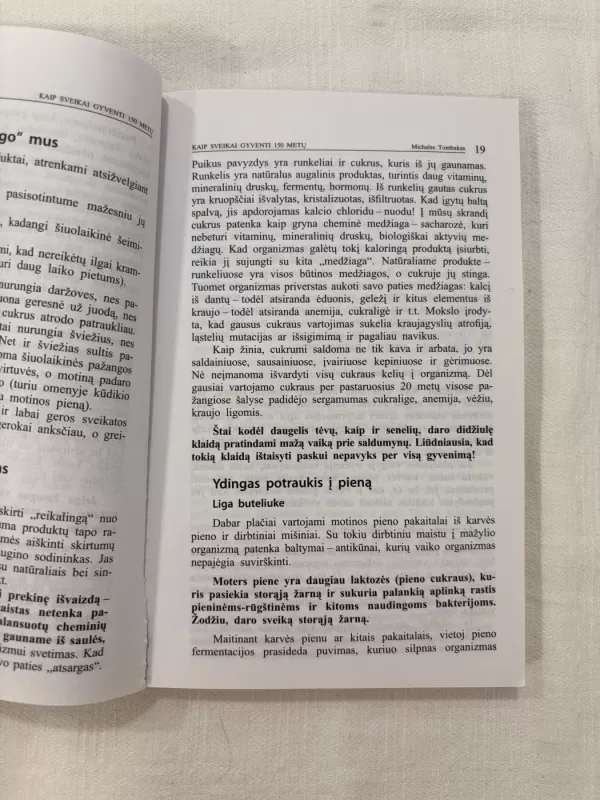 KAIP SVEIKAI GYVENTI 150 METŲ
go“ mus
uktai, atrenkami atsižvelgiant
pasisotintume mažesniu jų
, kadangi šiuolaikinė šeimi-
mi, kad nereikėtų ilgai kram-
turi daug laiko pietums).
nurungia daržoves, nes pa-
uona geresnė už juodą, nes
cukrus atrodo patraukliau.
tai nurungia šviežius, nes
Net ir šviežias sultis pa-
oma šiuolaikinės pažangos
virtuvės, o motiną padaro
o (turiu omenyje kūdikio
u motinos pieną).
ir labai geros sveikatos
gerokai anksčiau, o grei-
as
skirti „reikalingą“ nuo
uma produktų tapo ra-
mės aiškinti skirtumų
augino sodininkas. Jas
su natūraliais bei sin-
t.
i prekinę išvaizdą –
aistas netenka pa-
alansuotų cheminių
gauname iš saulės,
izmui svetimas. Kad
vo paties „atsargas“.
KAIP SVEIKAI GYVENTI 150 METŲ Michalas Tombakas 19
Puikus pavyzdys yra runkeliai ir cukrus, kuris iš jų gaunamas.
Runkelis yra natūralus augalinis produktas, turintis daug vitaminų,
mineralinių druskų, fermentų, hormonų. Iš runkelių gautas cukrus
yra kruopščiai išvalytas, kristalizuotas, išfiltruotas. Kad įgytų baltą
spalvą, jis apdorojamas kalcio chloridu – nuodu! Į mūsų skrandį
cukrus patenka kaip gryna cheminė medžiaga – sacharozė, kuri
nebeturi vitaminų, mineralinių druskų, biologiškai aktyvių me-
džiagų. Kad organizmas galėtų tokį kaloringą produktą įsiurbti,
reikia jį sujungti su kita „medžiaga“. Natūraliame produkte –
runkeliuose yra visos būtinos medžiagos, o cukruje jų stinga.
Tuomet organizmas priverstas aukoti savo paties medžiagas: kalcį
iš dantų – todėl atsiranda ėduonis, geležį ir kitus elementus iš
kraujo – todėl atsiranda anemija, cukraligė ir t.t. Mokslo įrody-
ta, kad gausus cukraus vartojimas sukelia kraujagyslių atrofiją,
ląstelių mutacijas ar išsigimimą ir pagaliau navikus.
Kaip žinia, cukrumi saldoma ne tik kava ir arbata, jo yra
saldainiuose, sausainiuose, įvairiuose kepiniuose ir gėrimuose.
Nė neįmanoma išvardyti visų cukraus kelių į organizmą. Dėl
gausiai vartojamo cukraus per pastaruosius 20 metų visose pa-
žangiose šalyse padidėjo sergamumas cukralige, anemija, vėžiu,
kraujo ligomis.
Štai kodėl daugelis tėvų, kaip ir senelių, daro didžiulę
klaidą pratindami mažą vaiką prie saldumynų. Liūdniausia, kad
tokią klaidą ištaisyti paskui nepavyks per visą gyvenimą!
Ydingas potraukis į pieną
Liga buteliuke
Dabar plačiai vartojami motinos pieno pakaitalai iš karvės
pieno ir dirbtiniai mišiniai. Su tokiu dirbtiniu maistu į mažylio
organizmą patenka baltymai – antikūnai, kurių vaiko organizmas
nepajėgia suvirškinti.
Moters piene yra daugiau laktozės (pieno cukraus), ku-
ris pasiekia storąją žarną ir sukuria palankią aplinką rastis
pieninėms-rūgštinėms ir kitoms naudingoms bakterijoms.
Žodžiu, daro sveiką storąją žarną.
Maitinant karvės pienu ar kitais pakaitalais, vietoj pieno
fermentacijos prasideda puvimas, kuriuo silpnas organizmas